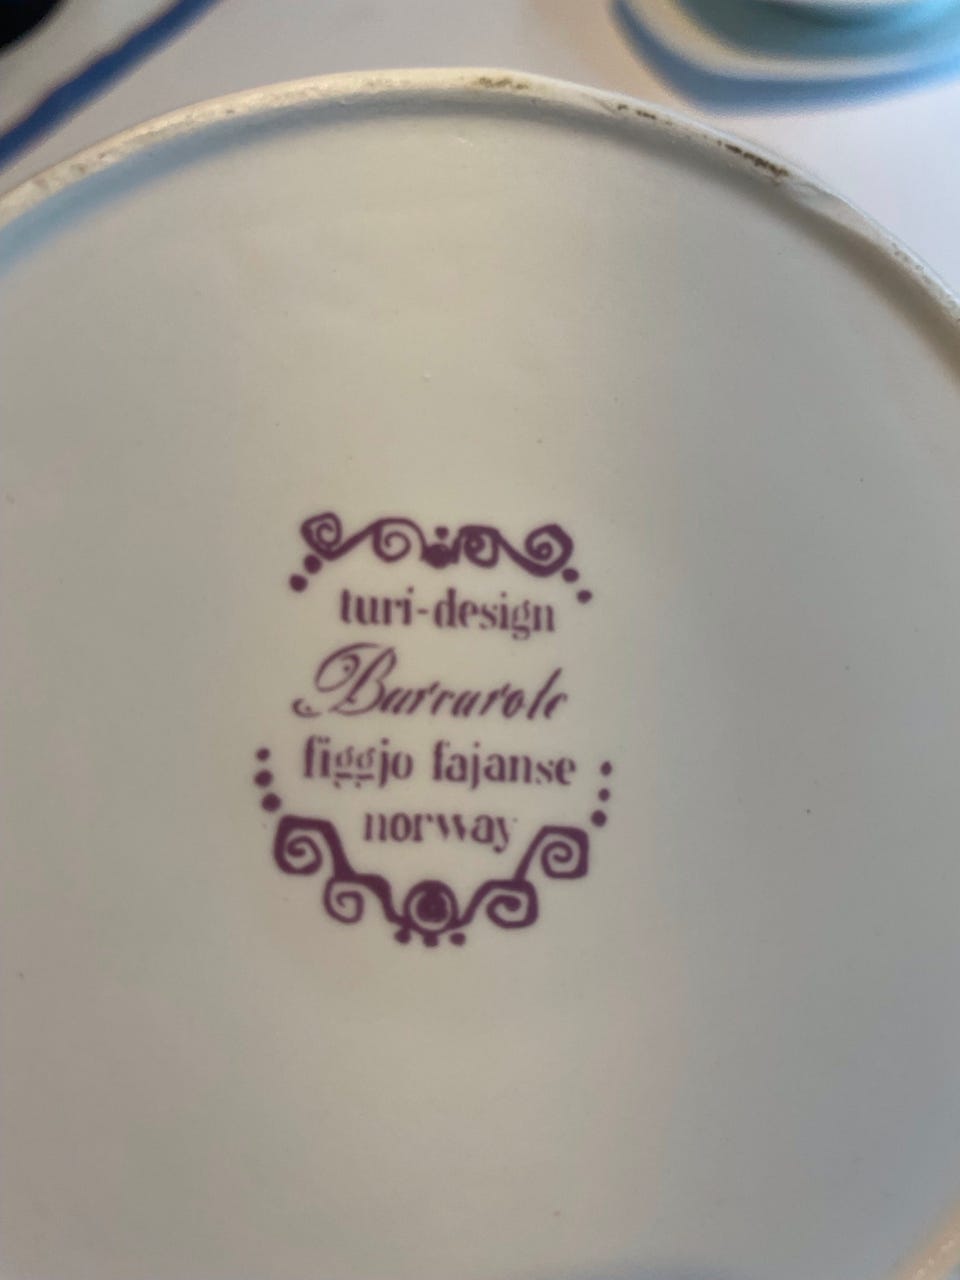 turi-design
Barcarole
figgjo fajanse
norway